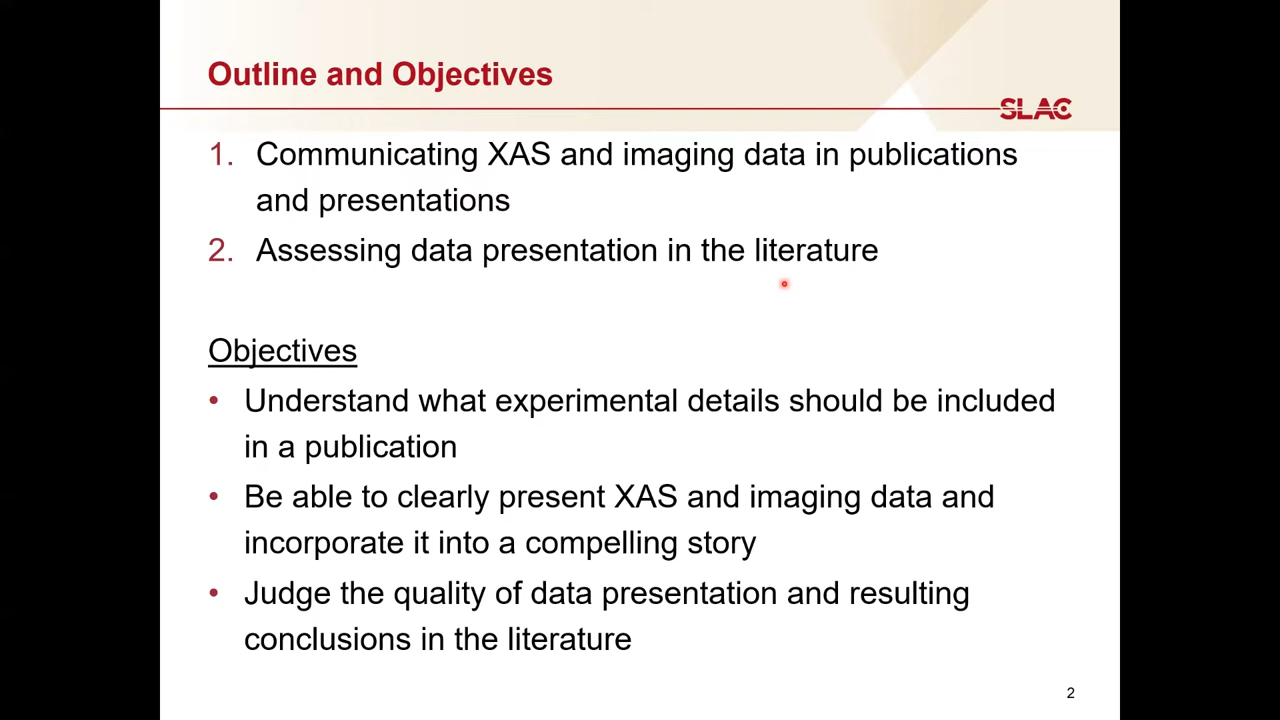 Outline and Objectives
SLAC
1. Communicating XAS and imaging data in publications
and presentations
2. Assessing data presentation in the literature
Objectives
• Understand what experimental details should be included
in a publication
• Be able to clearly present XAS and imaging data and
incorporate it into a compelling story
• Judge the quality of data presentation and resulting
conclusions in the literature
2